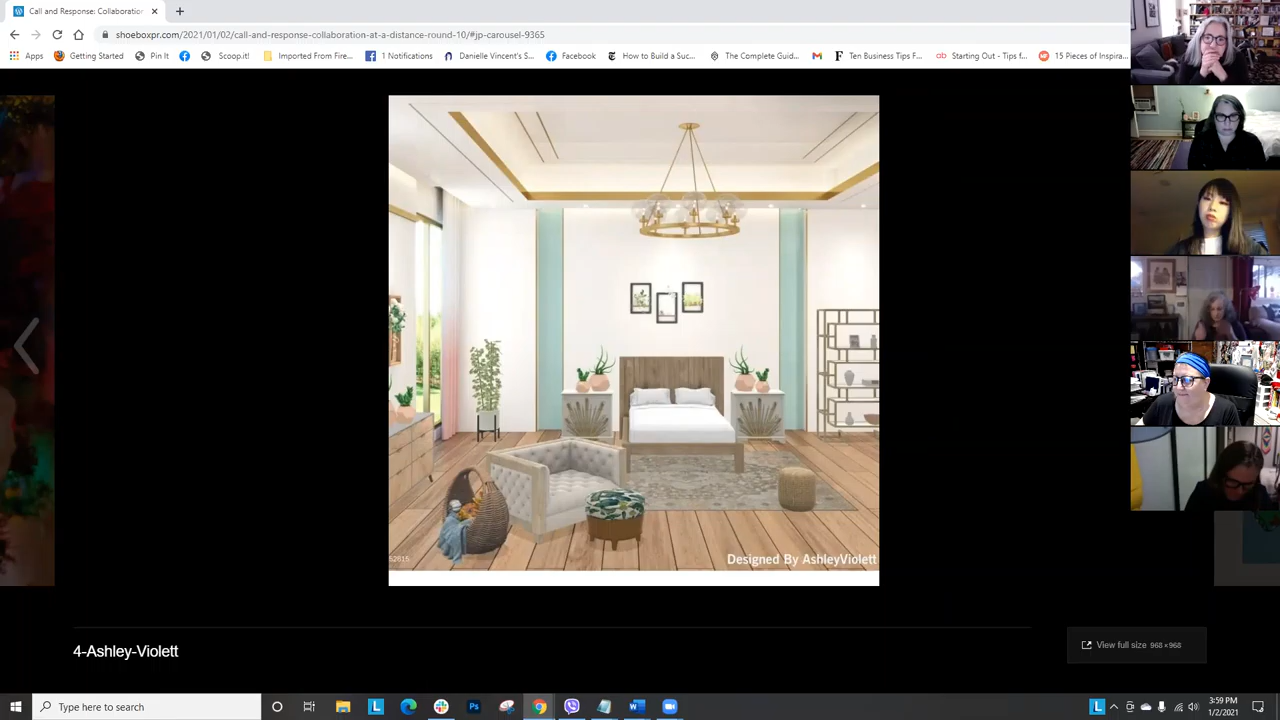 Call and Response: Collaboration
shoeboxpr.com/2021/01/02/call-and-response-collaboration-at-a-distance-round-10/#jp-carousel-9365
Apps Getting Started Pin It Scoop.it! Imported From Fire... 1 Notifications Danielle Vincent's S... Facebook How to Build a Suc... The Complete Guid... Ten Business Tips F... Starting Out - Tips f... 15 Pieces of Inspira...
52615
Designed By AshleyViolett
4-Ashley-Violett
View full size 968×968
Type here to search
3:59 PM
1/2/2021